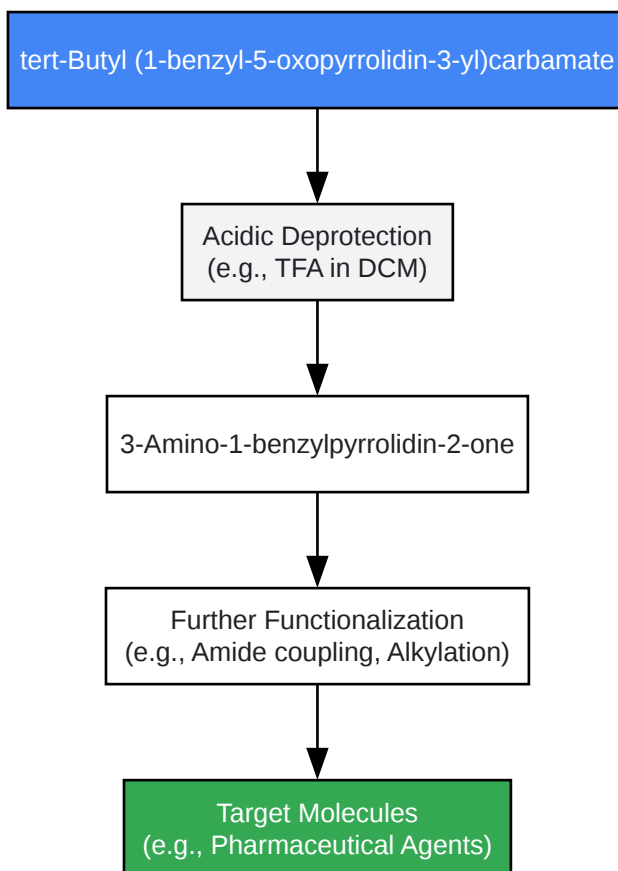 tert-Butyl (1-benzyl-5-oxopyrrolidin-3-yl)carbamate
Acidic Deprotection
(e.g., TFA in DCM)
3-Amino-1-benzylpyrrolidin-2-one
Further Functionalization
(e.g., Amide coupling, Alkylation)
Target Molecules
(e.g., Pharmaceutical Agents)